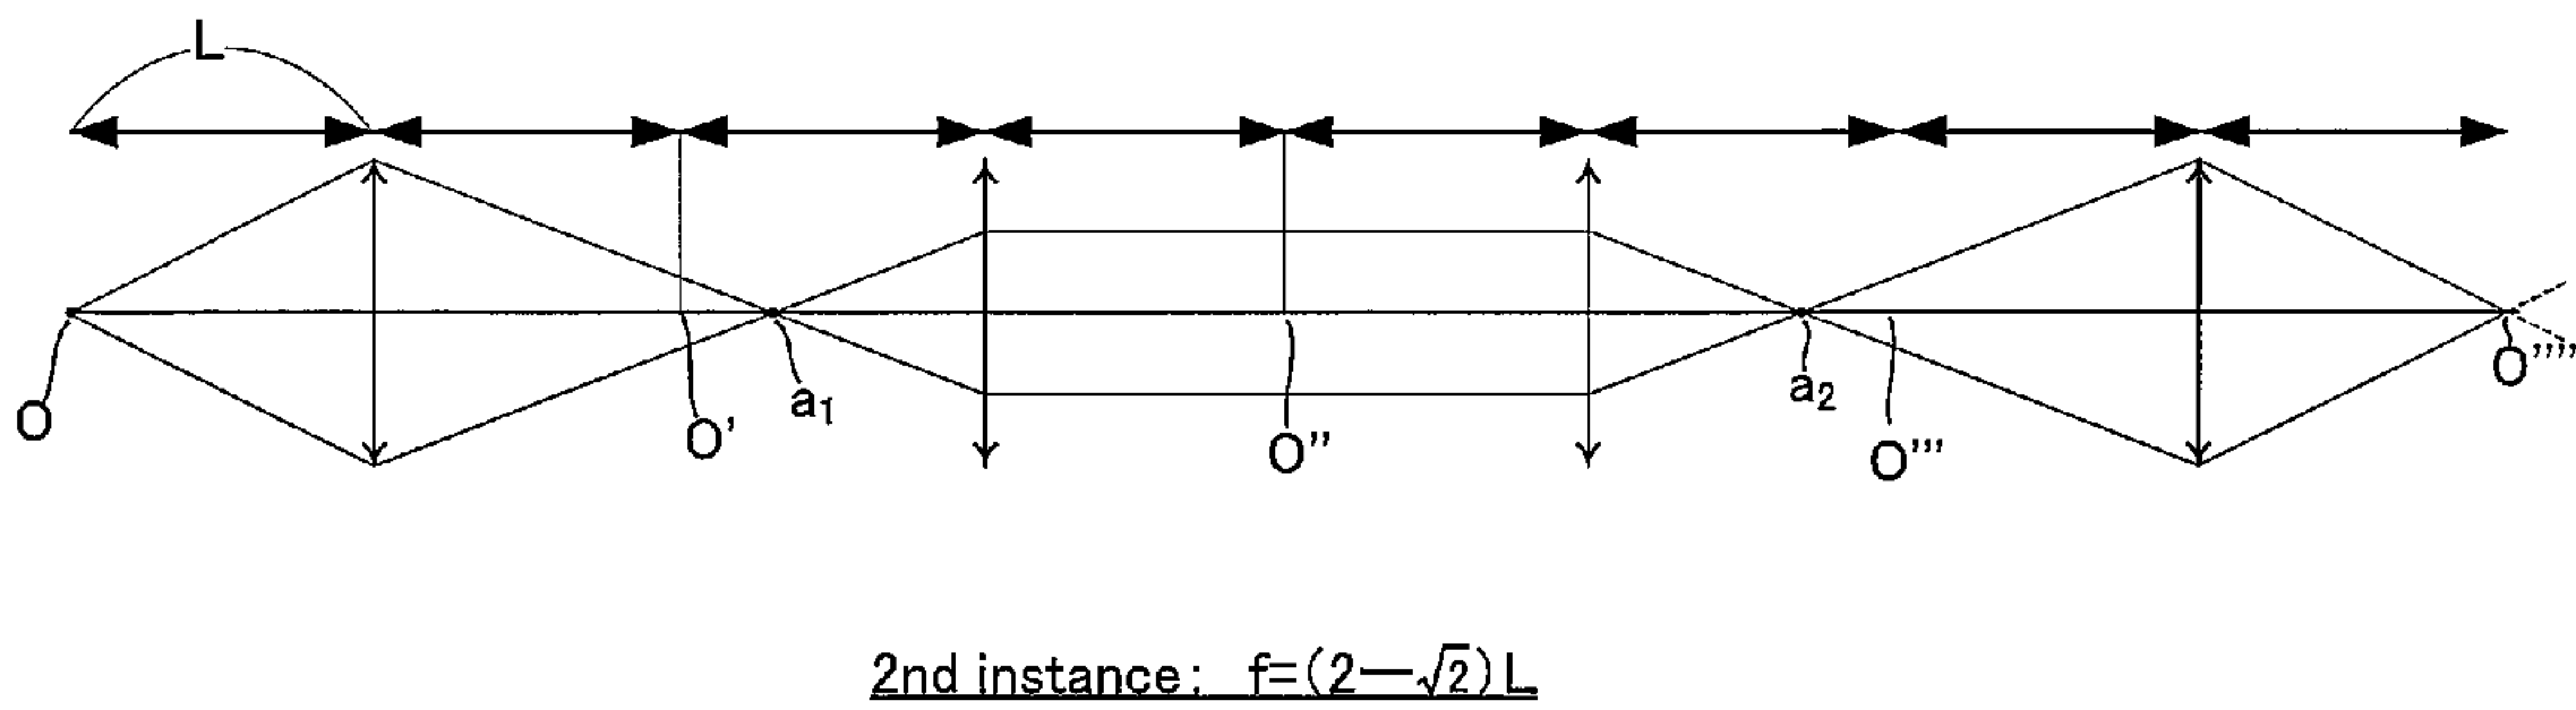 L
O
O'
a1
O''
a2
O'''
O''''
2nd instance; f=(2−√2)L